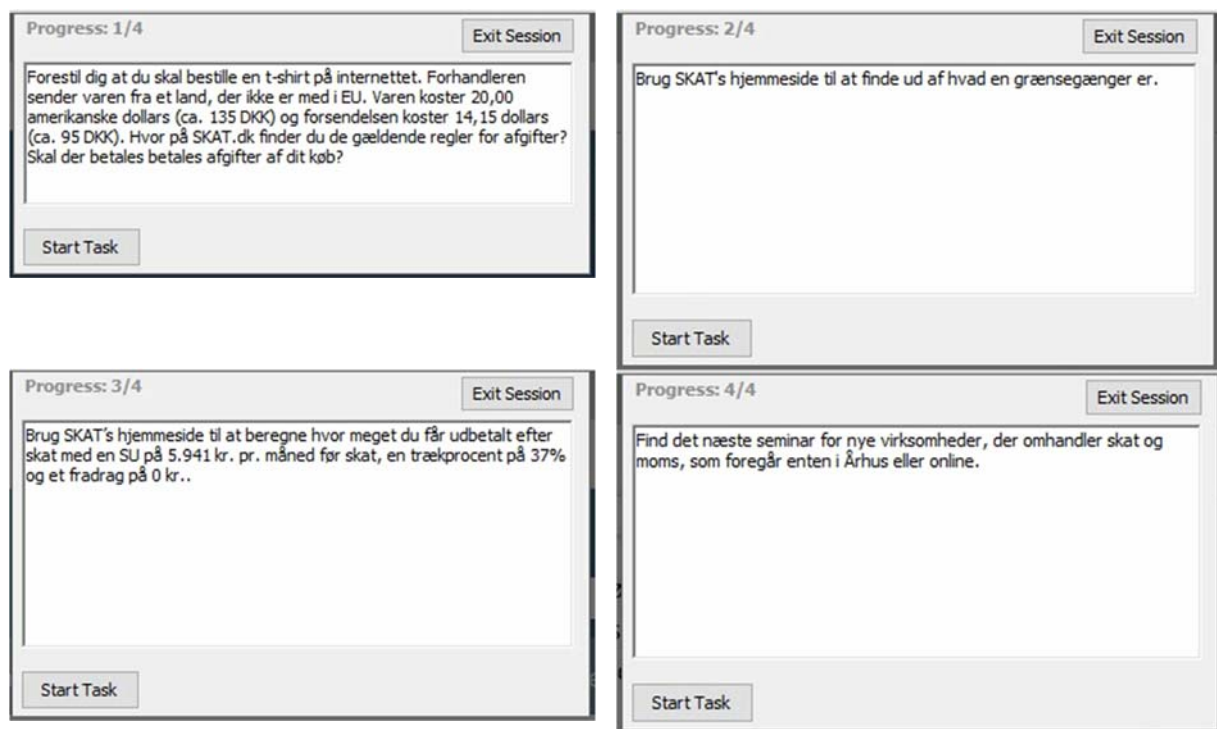 Progress: 1/4
Exit Session
Forestil dig at du skal bestille en t-shirt på internettet. Forhandleren
sender varen fra et land, der ikke er med i EU. Varen koster 20,00
amerikanske dollars (ca. 135 DKK) og forsendelsen koster 14,15 dollars
(ca. 95 DKK). Hvor på SKAT.dk finder du de gældende regler for afgifter?
Skal der betales betales afgifter af dit køb?
Start Task
Progress: 2/4
Exit Session
Brug SKAT's hjemmeside til at finde ud af hvad en grænsegænger er.
Start Task
Progress: 3/4
Exit Session
Brug SKAT's hjemmeside til at beregne hvor meget du får udbetalt efter
skat med en SU på 5.941 kr. pr. måned før skat, en trækprocent på 37%
og et fradrag på 0 kr..
Start Task
Progress: 4/4
Exit Session
Find det næste seminar for nye virksomheder, der omhandler skat og
moms, som foregår enten i Århus eller online.
Start Task